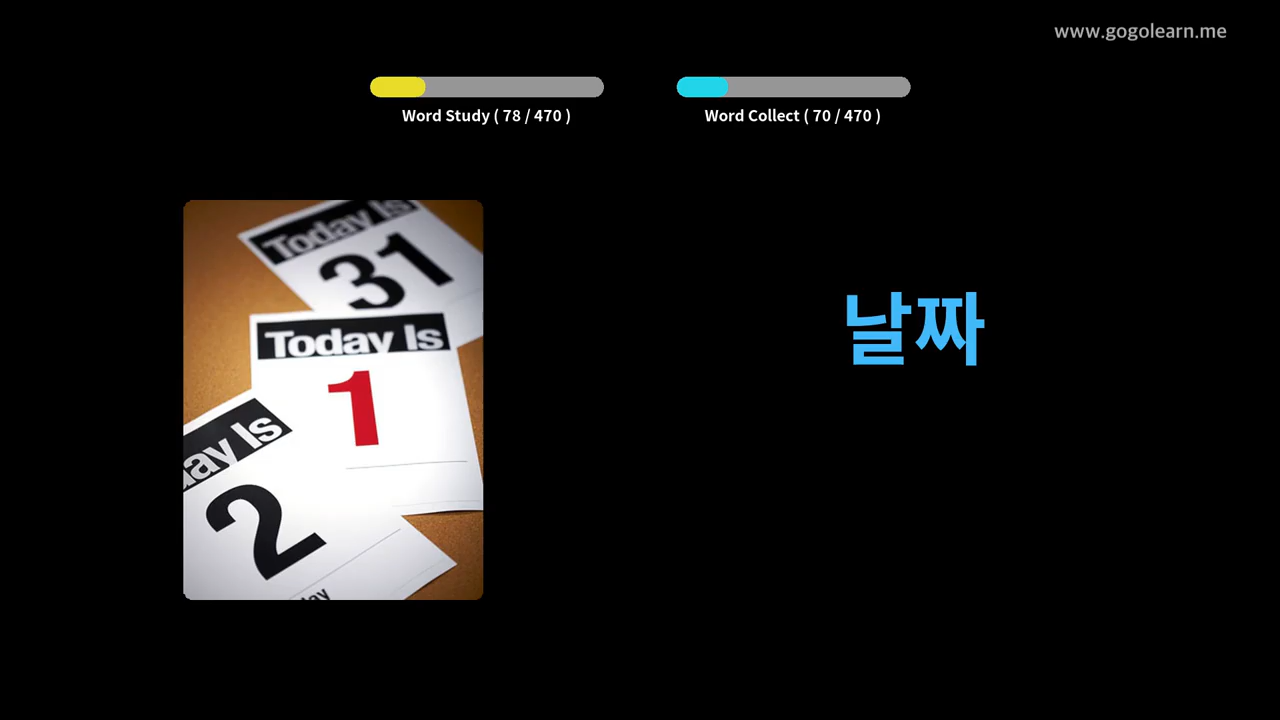 www.gogolearn.me
Word Study ( 78 / 470 )
Word Collect ( 70 / 470 )
Today Is
31
Today Is
1
날짜
ay Is
2